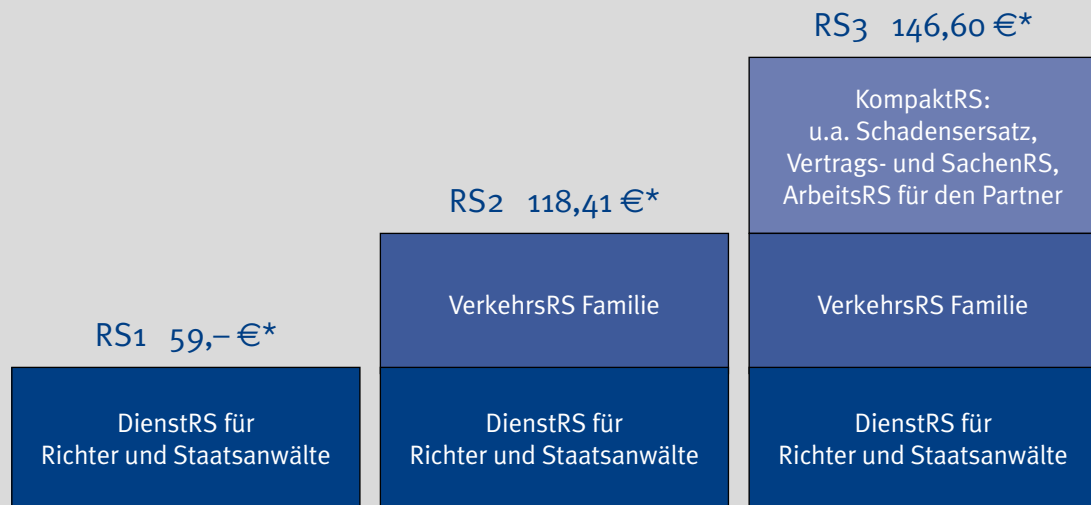 RS1 59,– €*
DienstRS für
Richter und Staatsanwälte
RS2 118,41 €*
VerkehrsRS Familie
DienstRS für
Richter und Staatsanwälte
RS3 146,60 €*
KompaktRS:
u.a. Schadensersatz,
Vertrags- und SachenRS,
ArbeitsRS für den Partner
VerkehrsRS Familie
DienstRS für
Richter und Staatsanwälte